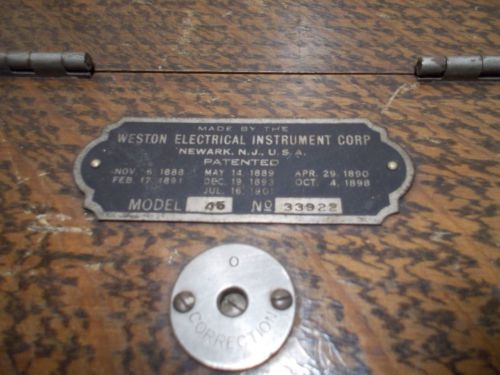 MADE BY THE
WESTON ELECTRICAL INSTRUMENT CORP
NEWARK, N.J., U.S.A.
PATENTED
NOV. 6 1888 MAY 14, 1889 APR. 29, 1890
FEB. 17, 1891 DEC. 19, 1893 OCT. 4, 1898
JUL. 16, 1901
MODEL 45 No 33922
O
CORRECTION